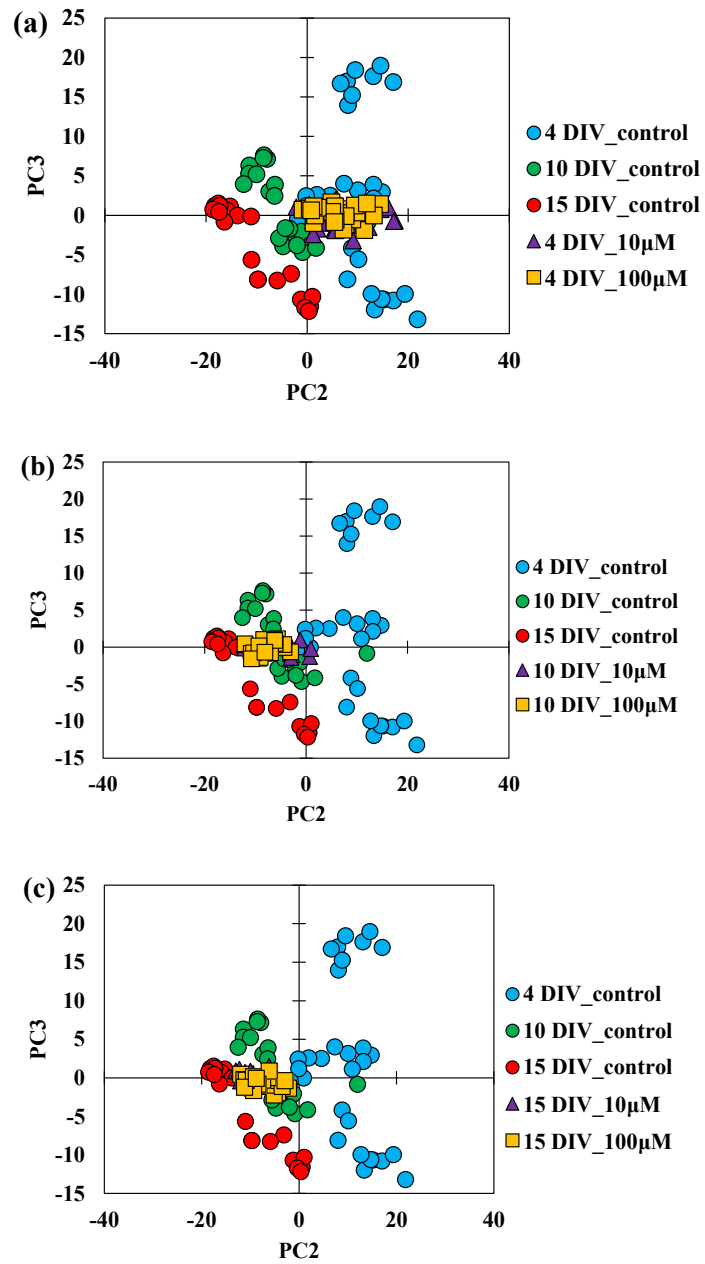 (a)
25
20
15
10
5
0
-5
-10
-15
-40
-20
0
20
40
PC3
PC2
4 DIV_control
10 DIV_control
15 DIV_control
4 DIV_10µM
4 DIV_100µM
(b)
25
20
15
10
5
0
-5
-10
-15
-40
-20
0
20
40
PC3
PC2
4 DIV_control
10 DIV_control
15 DIV_control
10 DIV_10µM
10 DIV_100µM
(c)
25
20
15
10
5
0
-5
-10
-15
-40
-20
0
20
40
PC3
PC2
4 DIV_control
10 DIV_control
15 DIV_control
15 DIV_10µM
15 DIV_100µM